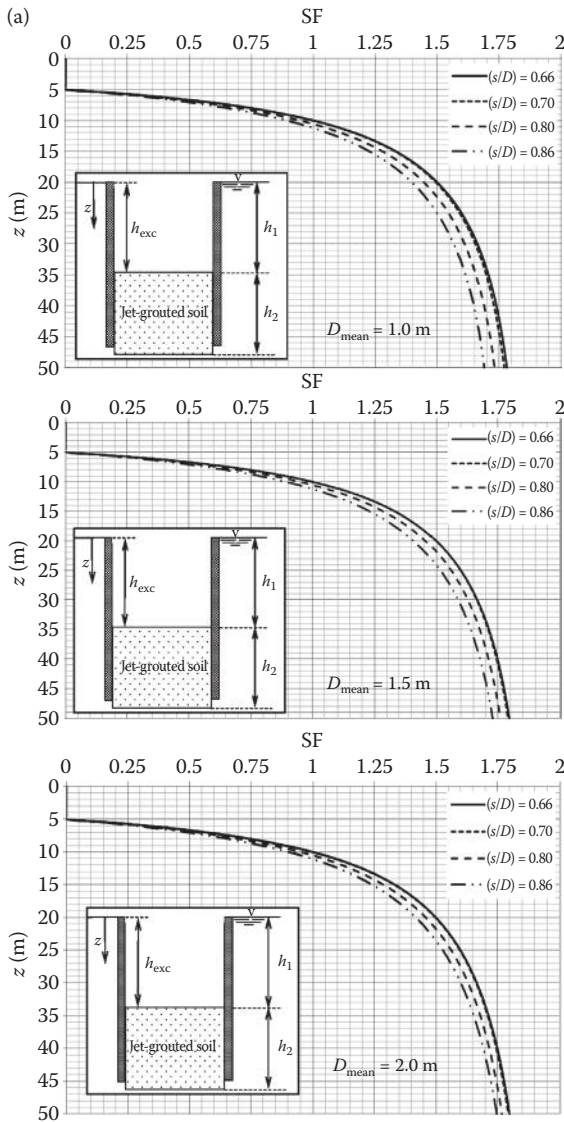 (a)
SF
0 0.25 0.5 0.75 1 1.25 1.5 1.75 2
0
5
10
15
20
25
30
35
40
45
50
z (m)
(s/D) = 0.66
(s/D) = 0.70
(s/D) = 0.80
(s/D) = 0.86
z
h_exc
v
h_1
h_2
Jet-grouted soil
D_mean = 1.0 m
SF
0 0.25 0.5 0.75 1 1.25 1.5 1.75 2
0
5
10
15
20
25
30
35
40
45
50
z (m)
(s/D) = 0.66
(s/D) = 0.70
(s/D) = 0.80
(s/D) = 0.86
z
h_exc
v
h_1
h_2
Jet-grouted soil
D_mean = 1.5 m
SF
0 0.25 0.5 0.75 1 1.25 1.5 1.75 2
0
5
10
15
20
25
30
35
40
45
50
z (m)
(s/D) = 0.66
(s/D) = 0.70
(s/D) = 0.80
(s/D) = 0.86
z
h_exc
v
h_1
h_2
Jet-grouted soil
D_mean = 2.0 m